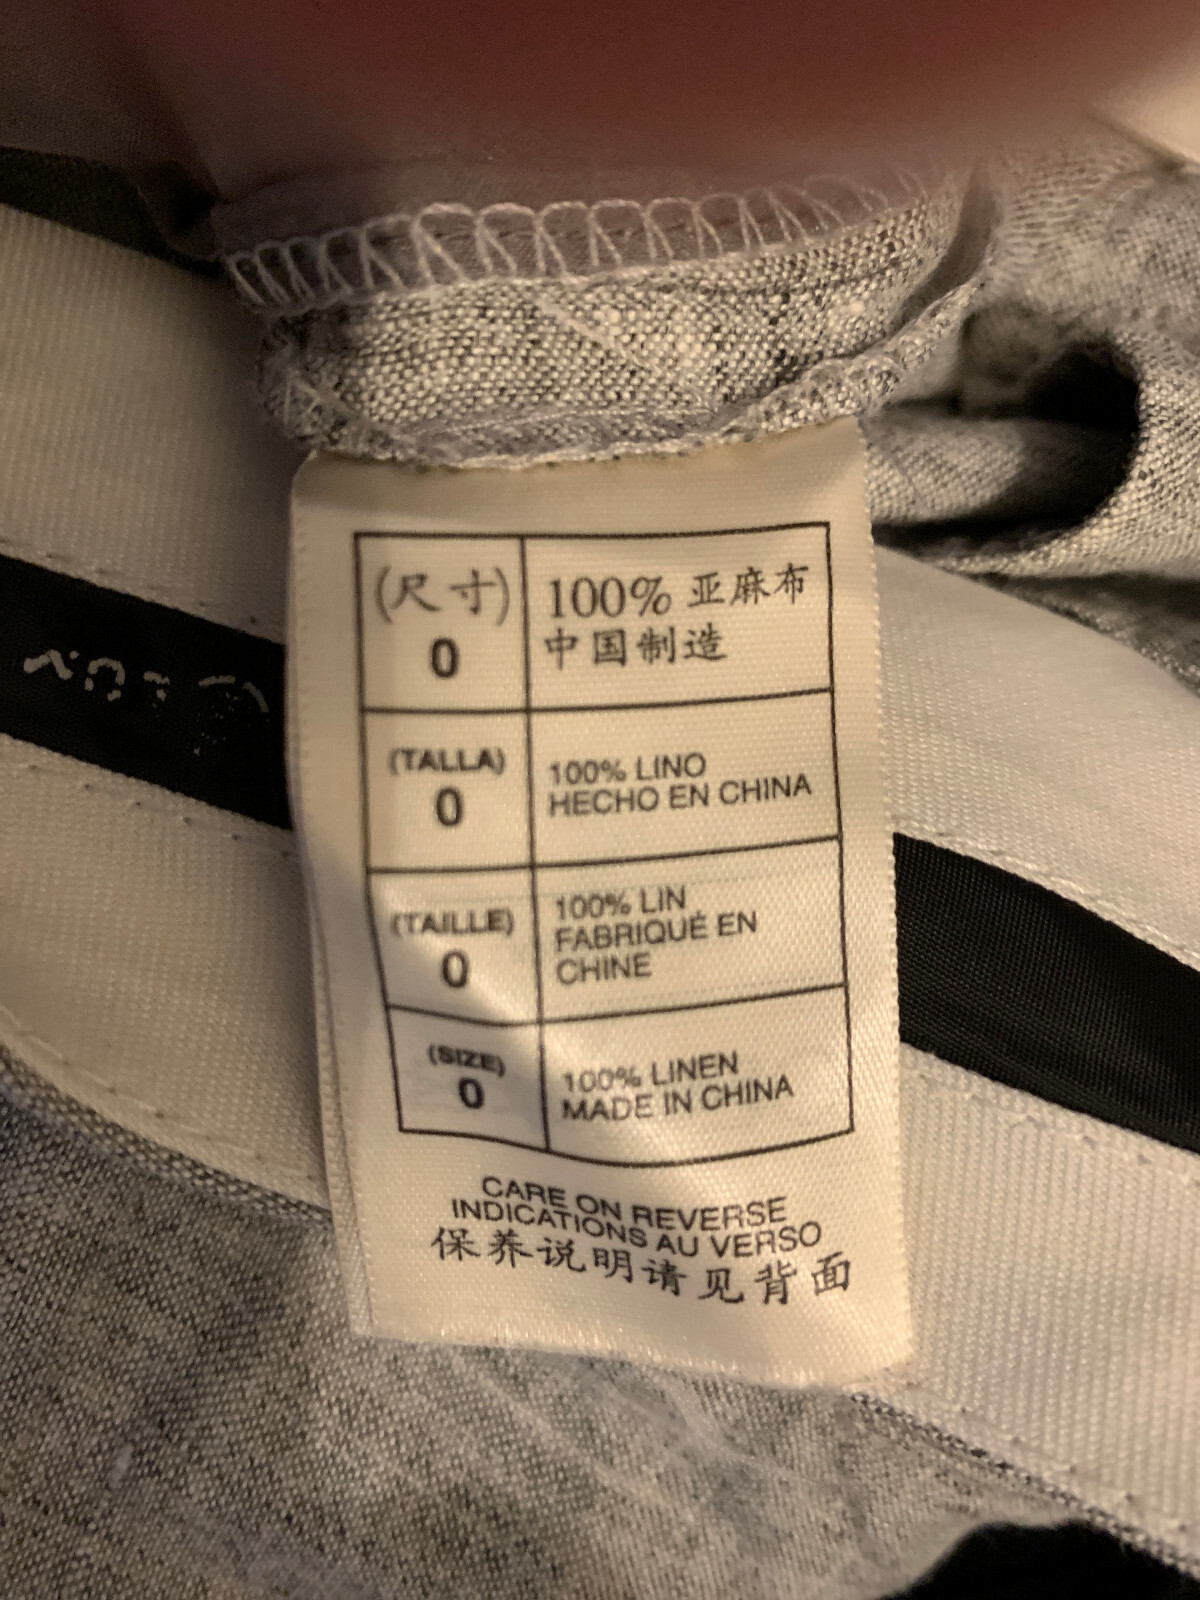 (尺寸)
0
100% 亚麻布
中国制造
(TALLA)
0
100% LINO
HECHO EN CHINA
(TAILLE)
0
100% LIN
FABRIQUÉ EN
CHINE
(SIZE)
0
100% LINEN
MADE IN CHINA
CARE ON REVERSE
INDICATIONS AU VERSO
保养说明请见背面